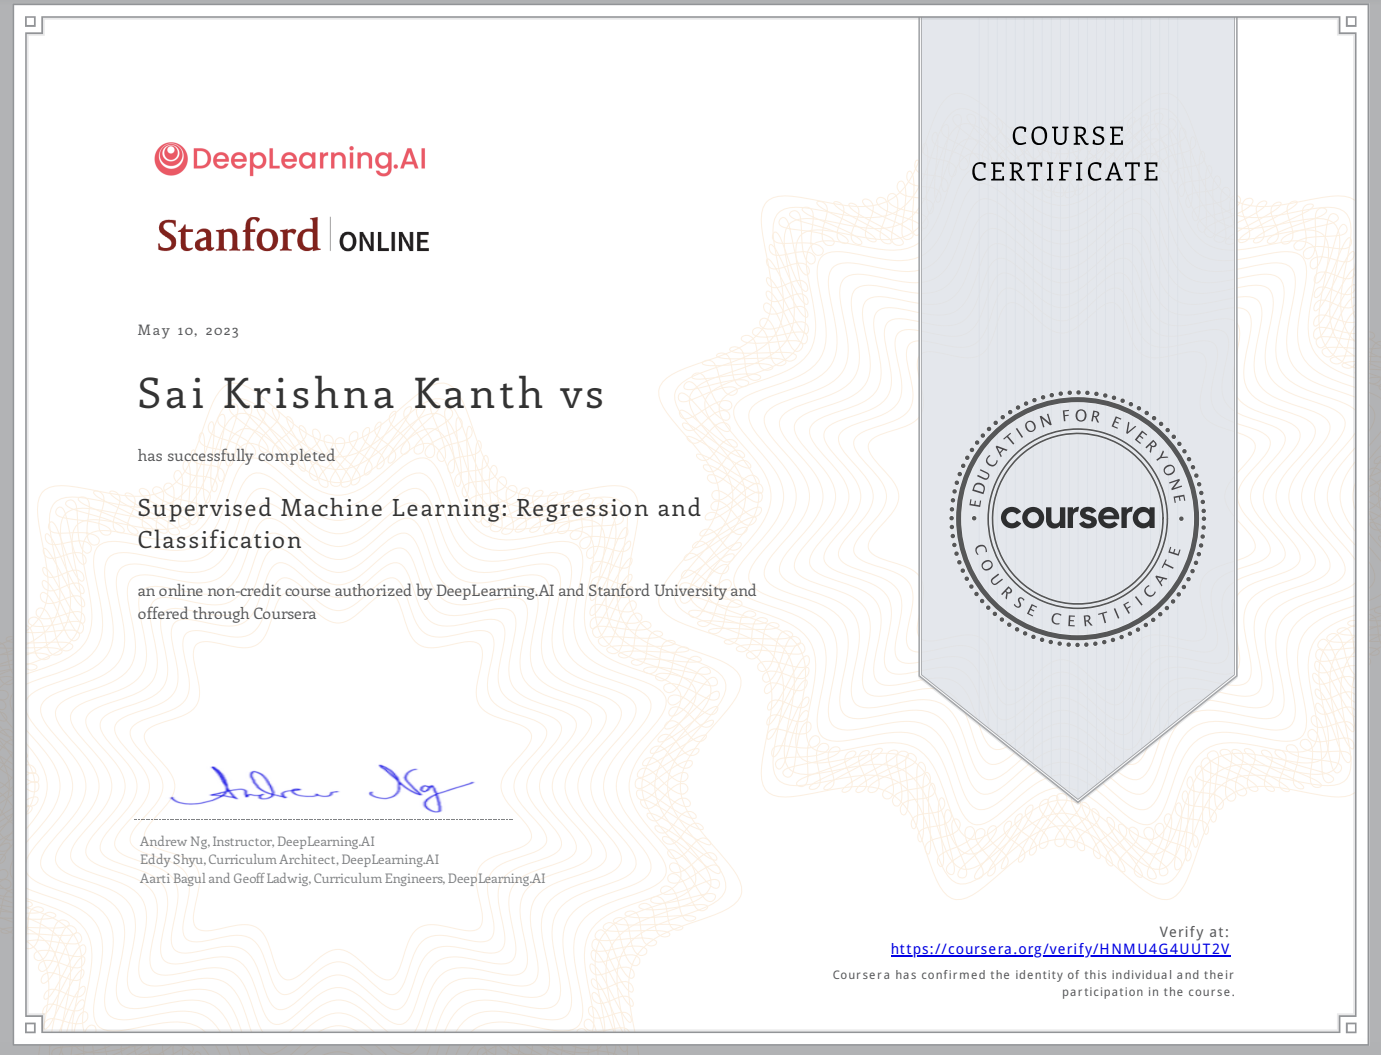 DeepLearning.AI
Stanford ONLINE
May 10, 2023
Sai Krishna Kanth vs
has successfully completed
Supervised Machine Learning: Regression and
Classification
an online non-credit course authorized by DeepLearning.AI and Stanford University and
offered through Coursera
Andrew Ng
Andrew Ng, Instructor, DeepLearning.AI
Eddy Shyu, Curriculum Architect, DeepLearning.AI
Aarti Bagul and Geoff Ladwig, Curriculum Engineers, DeepLearning.AI
COURSE
CERTIFICATE
EDUCATION FOR EVERYONE
coursera
COURSE CERTIFICATE
Verify at:
https://coursera.org/verify/HNMU4G4UUT2V
Coursera has confirmed the identity of this individual and their
participation in the course.